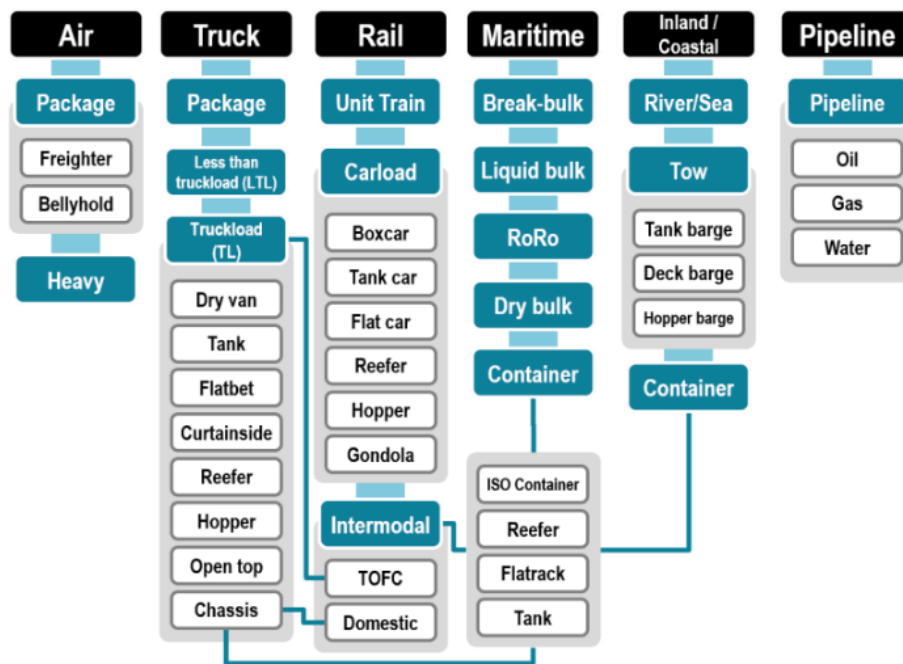 Air
Package
Freighter
Bellyhold
Heavy
Truck
Package
Less than
truckload (LTL)
Truckload
(TL)
Dry van
Tank
Flatbet
Curtainside
Reefer
Hopper
Open top
Chassis
Rail
Unit Train
Carload
Boxcar
Tank car
Flat car
Reefer
Hopper
Gondola
Intermodal
TOFC
Domestic
Maritime
Break-bulk
Liquid bulk
RoRo
Dry bulk
Container
ISO Container
Reefer
Flatrack
Tank
Inland /
Coastal
River/Sea
Tow
Tank barge
Deck barge
Hopper barge
Container
Pipeline
Pipeline
Oil
Gas
Water